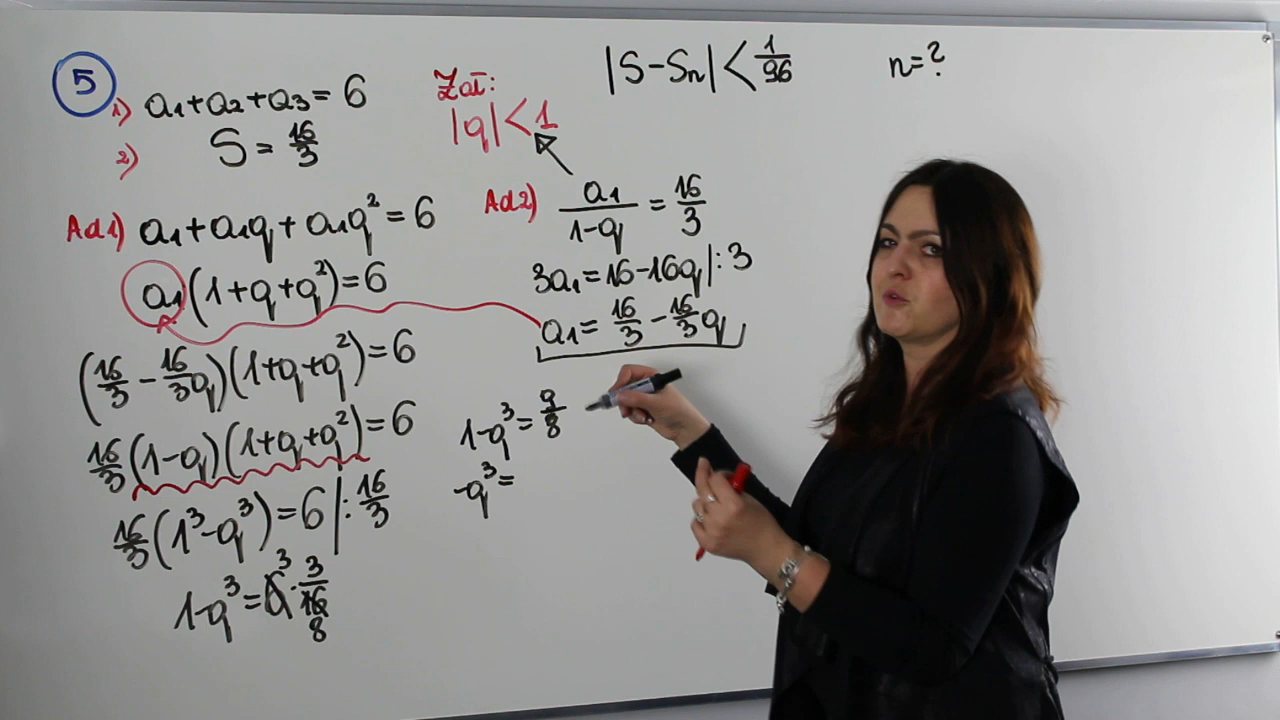 5
1) a₁+a₂+a₃=6
2) S=16/3
Zał:
|q|<1
|S-Sₙ|<1/96
n=?
Ad1) a₁+a₁q+a₁q²=6
a₁(1+q+q²)=6
(16/3-16/3q)(1+q+q²)=6
16/3(1-q)(1+q+q²)=6
16/3(1³-q³)=6|:16/3
1-q³=6³·3/16 8
Ad2) a₁/1-q=16/3
3a₁=16-16q|:3
a₁=16/3-16/3q
1-q³=9/8
-q³=